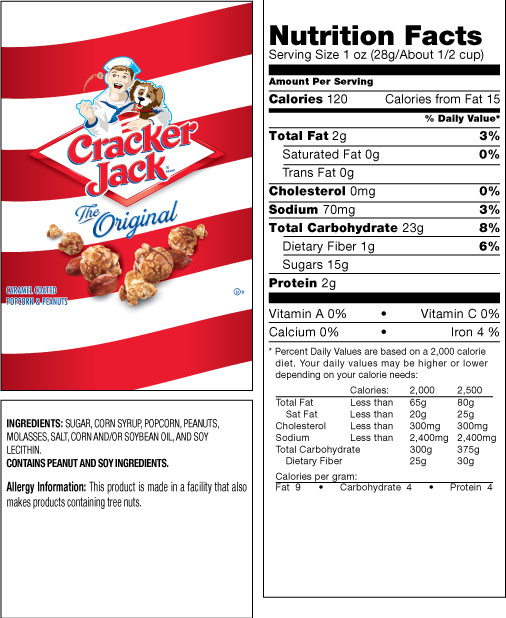 Cracker
Jack
®
BRAND
The
Original
CARAMEL COATED
POPCORN & PEANUTS
INGREDIENTS: SUGAR, CORN SYRUP, POPCORN, PEANUTS,
MOLASSES, SALT, CORN AND/OR SOYBEAN OIL, AND SOY
LECITHIN.
CONTAINS PEANUT AND SOY INGREDIENTS.
Allergy Information: This product is made in a facility that also
makes products containing tree nuts.
Nutrition Facts
Serving Size 1 oz (28g/About 1/2 cup)
Amount Per Serving
Calories 120 Calories from Fat 15
% Daily Value*
Total Fat 2g 3%
Saturated Fat 0g 0%
Trans Fat 0g
Cholesterol 0mg 0%
Sodium 70mg 3%
Total Carbohydrate 23g 8%
Dietary Fiber 1g 6%
Sugars 15g
Protein 2g
Vitamin A 0% • Vitamin C 0%
Calcium 0% • Iron 4 %
* Percent Daily Values are based on a 2,000 calorie
diet. Your daily values may be higher or lower
depending on your calorie needs:
Calories: 2,000 2,500
Total Fat Less than 65g 80g
Sat Fat Less than 20g 25g
Cholesterol Less than 300mg 300mg
Sodium Less than 2,400mg 2,400mg
Total Carbohydrate 300g 375g
Dietary Fiber 25g 30g
Calories per gram:
Fat 9 • Carbohydrate 4 • Protein 4